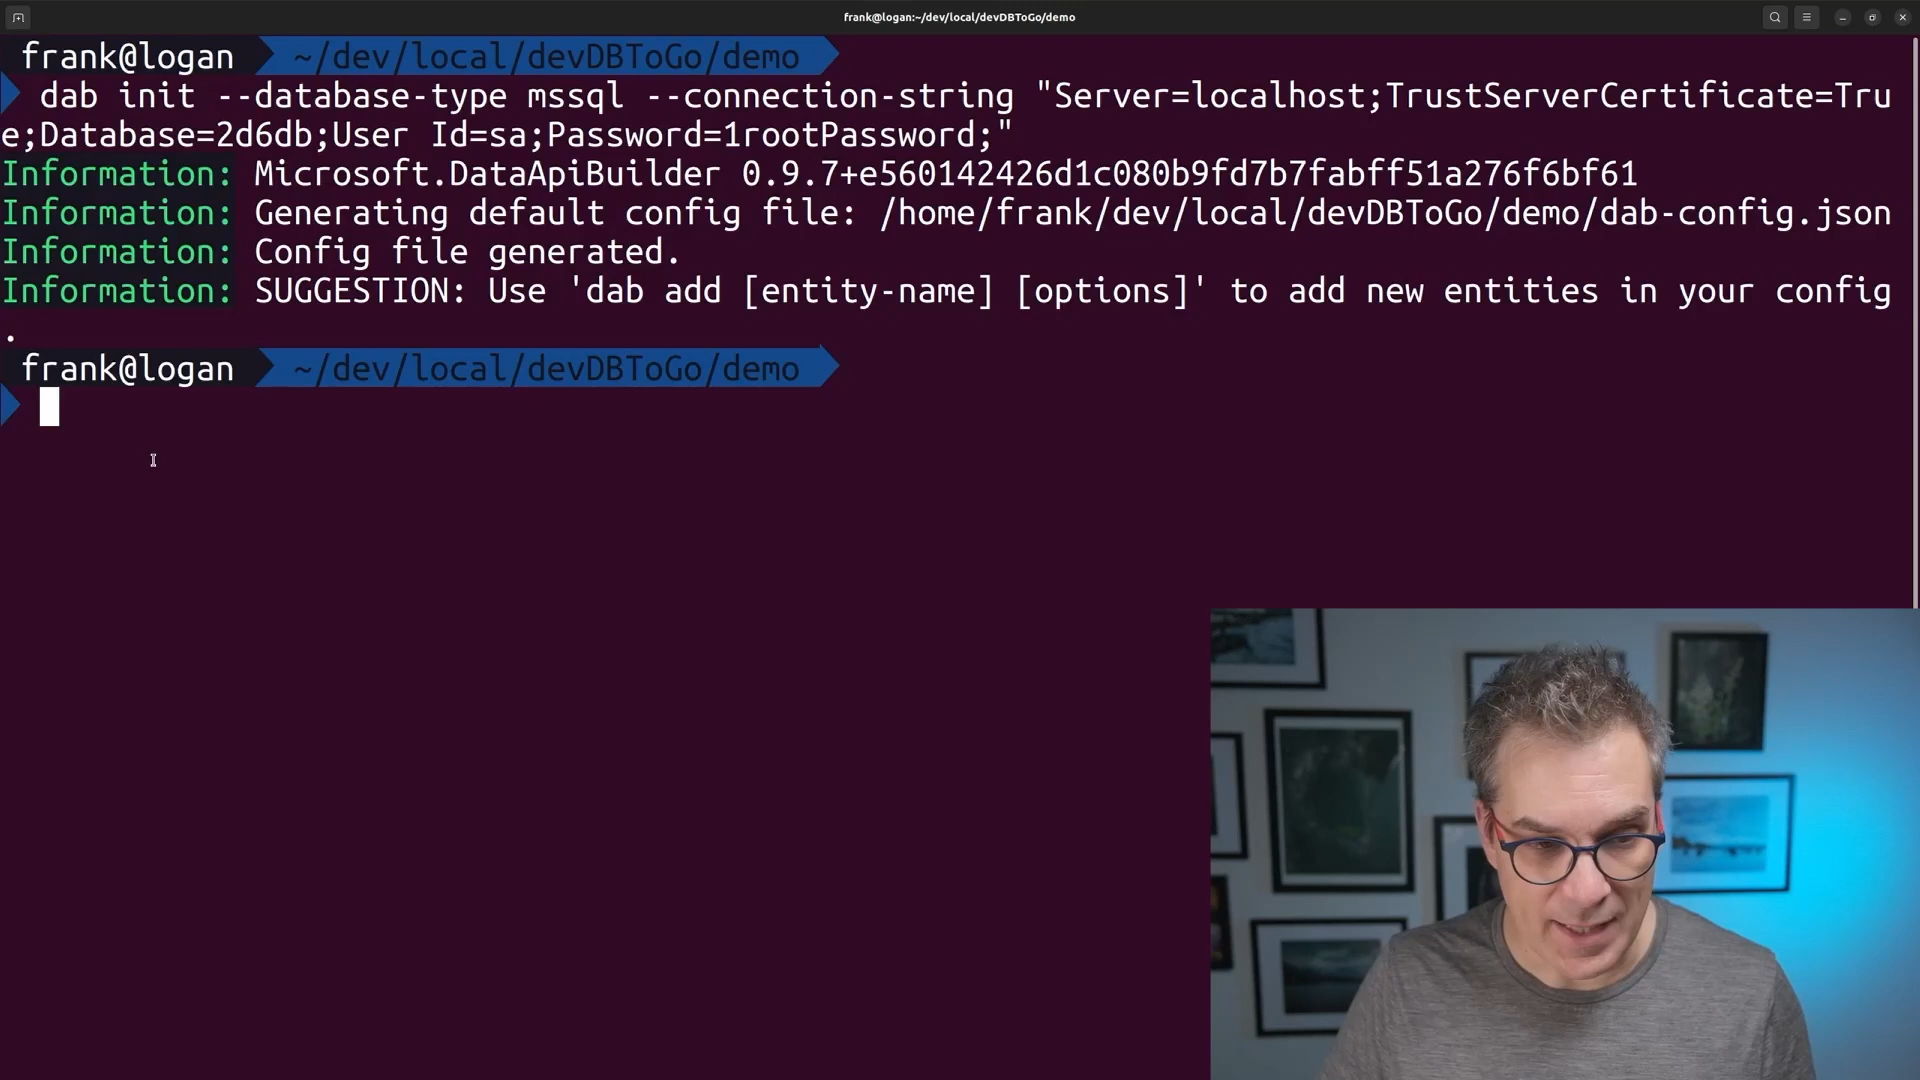 frank@logan:~/dev/local/devDBToGo/demo
frank@logan ~/dev/local/devDBToGo/demo
dab init --database-type mssql --connection-string "Server=localhost;TrustServerCertificate=Tru
e;Database=2d6db;User Id=sa;Password=1rootPassword;"
Information: Microsoft.DataApiBuilder 0.9.7+e560142426d1c080b9fd7b7fabff51a276f6bf61
Information: Generating default config file: /home/frank/dev/local/devDBToGo/demo/dab-config.json
Information: Config file generated.
Information: SUGGESTION: Use 'dab add [entity-name] [options]' to add new entities in your config
.
frank@logan ~/dev/local/devDBToGo/demo